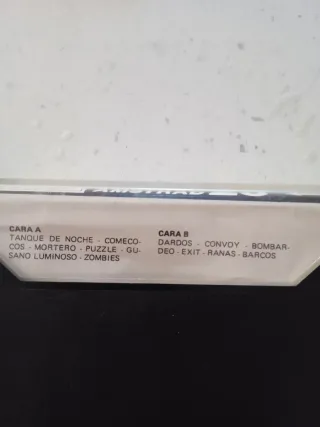 CARA A
TANQUE DE NOCHE - COMECO-
COS - MORTERO - PUZZLE - GU-
SANO LUMINOSO - ZOMBIES
CARA B
DARDOS - CONVOY - BOMBAR-
DEO - EXIT - RANAS - BARCOS